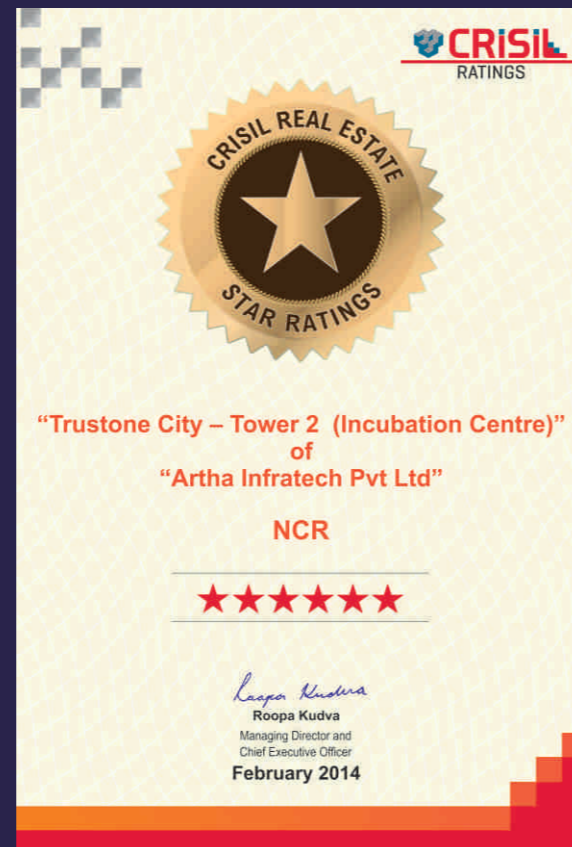 CRISIL
RATINGS
CRISIL REAL ESTATE
STAR RATINGS
“Trustone City – Tower 2 (Incubation Centre)”
of
“Artha Infratech Pvt Ltd”
NCR
Roopa Kudva
Roopa Kudva
Managing Director and
Chief Executive Officer
February 2014